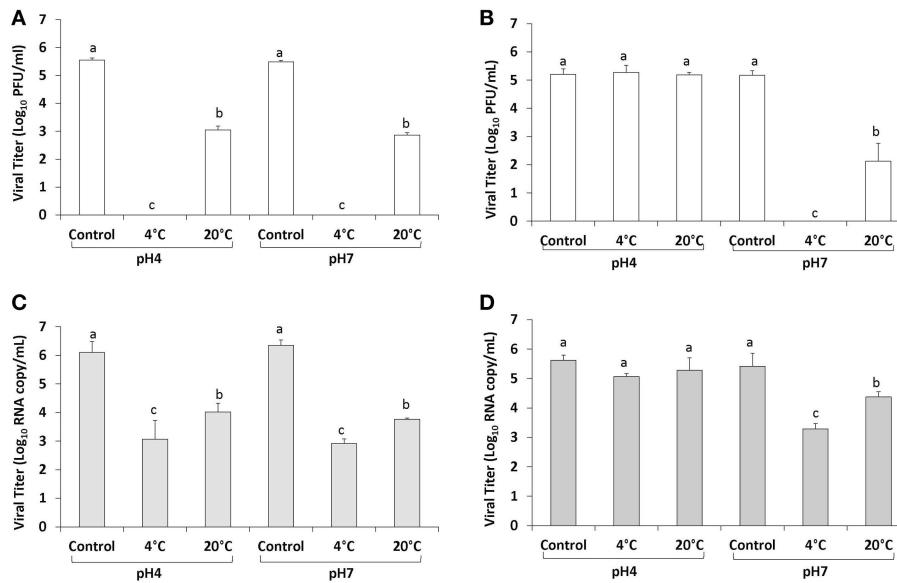 A
Viral Titer (Log10 PFU/ml)
7
6
5
4
3
2
1
0
a
c
b
a
c
b
Control 4°C 20°C Control 4°C 20°C
pH4 pH7
B
Viral Titer (Log10 PFU/mL)
7
6
5
4
3
2
1
0
a
a
a
a
c
b
Control 4°C 20°C Control 4°C 20°C
pH4 pH7
C
Viral Titer (Log10 RNA copy/mL)
7
6
5
4
3
2
1
0
a
c
b
a
c
b
Control 4°C 20°C Control 4°C 20°C
pH4 pH7
D
Viral Titer (Log10 RNA copy/mL)
7
6
5
4
3
2
1
0
a
a
a
a
c
b
Control 4°C 20°C Control 4°C 20°C
pH4 pH7